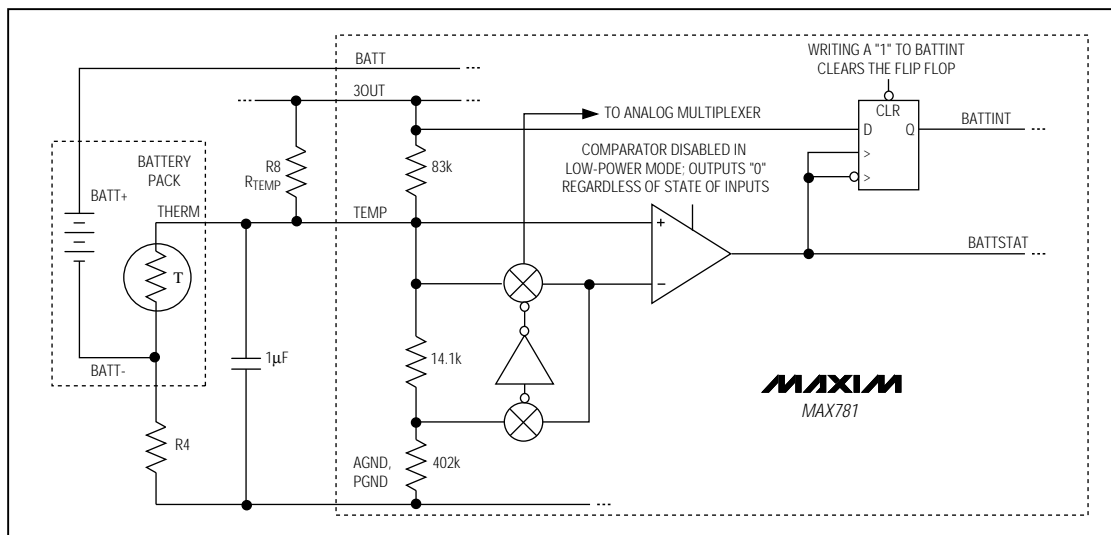 WRITING A "1" TO BATTINT
CLEARS THE FLIP FLOP
BATT
3OUT
TO ANALOG MULTIPLEXER
CLR
D
Q
BATTINT
>
>
BATTERY
PACK
R8
RTEMP
83k
COMPARATOR DISABLED IN
LOW-POWER MODE; OUTPUTS "0"
REGARDLESS OF STATE OF INPUTS
BATT+
THERM
TEMP
+
−
BATTSTAT
T
1µF
14.1k
BATT-
MAXIM
MAX781
R4
AGND,
PGND
402k